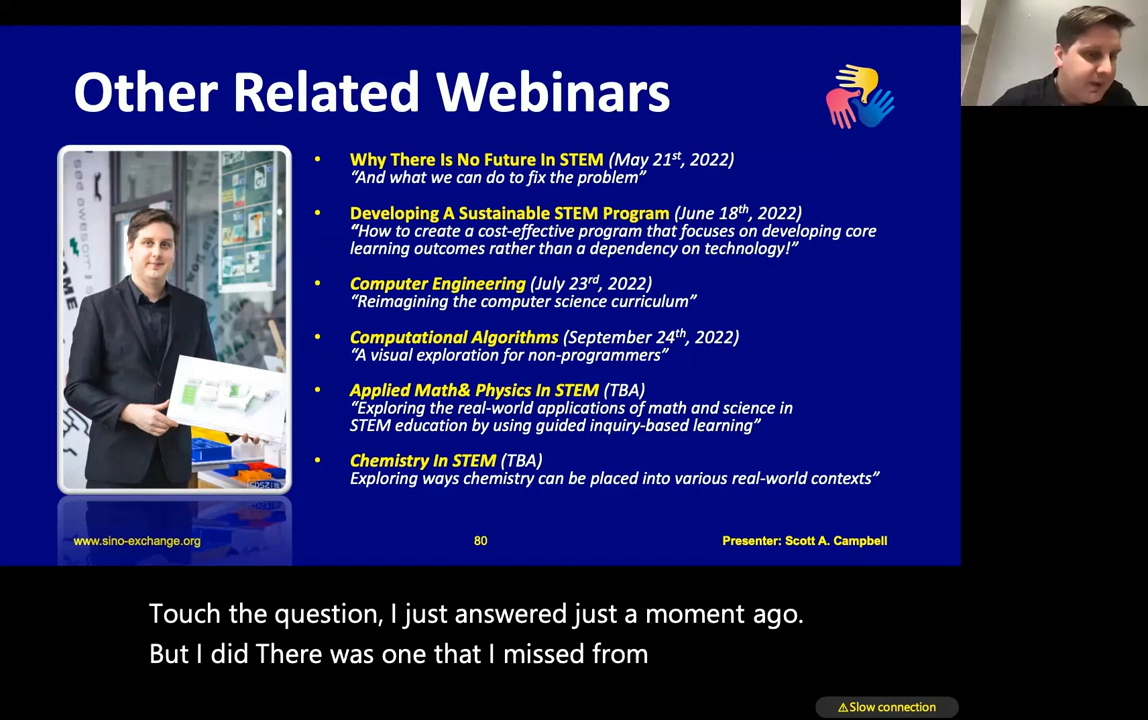 Other Related Webinars
• Why There Is No Future In STEM (May 21st, 2022)
“And what we can do to fix the problem”
• Developing A Sustainable STEM Program (June 18th, 2022)
“How to create a cost-effective program that focuses on developing core
learning outcomes rather than a dependency on technology!”
• Computer Engineering (July 23rd, 2022)
“Reimagining the computer science curriculum”
• Computational Algorithms (September 24th, 2022)
“A visual exploration for non-programmers”
• Applied Math& Physics In STEM (TBA)
“Exploring the real-world applications of math and science in
STEM education by using guided inquiry-based learning”
• Chemistry In STEM (TBA)
Exploring ways chemistry can be placed into various real-world contexts”
www.sino-exchange.org
80
Presenter: Scott A. Campbell
Touch the question, I just answered just a moment ago.
But I did There was one that I missed from
⚠Slow connection